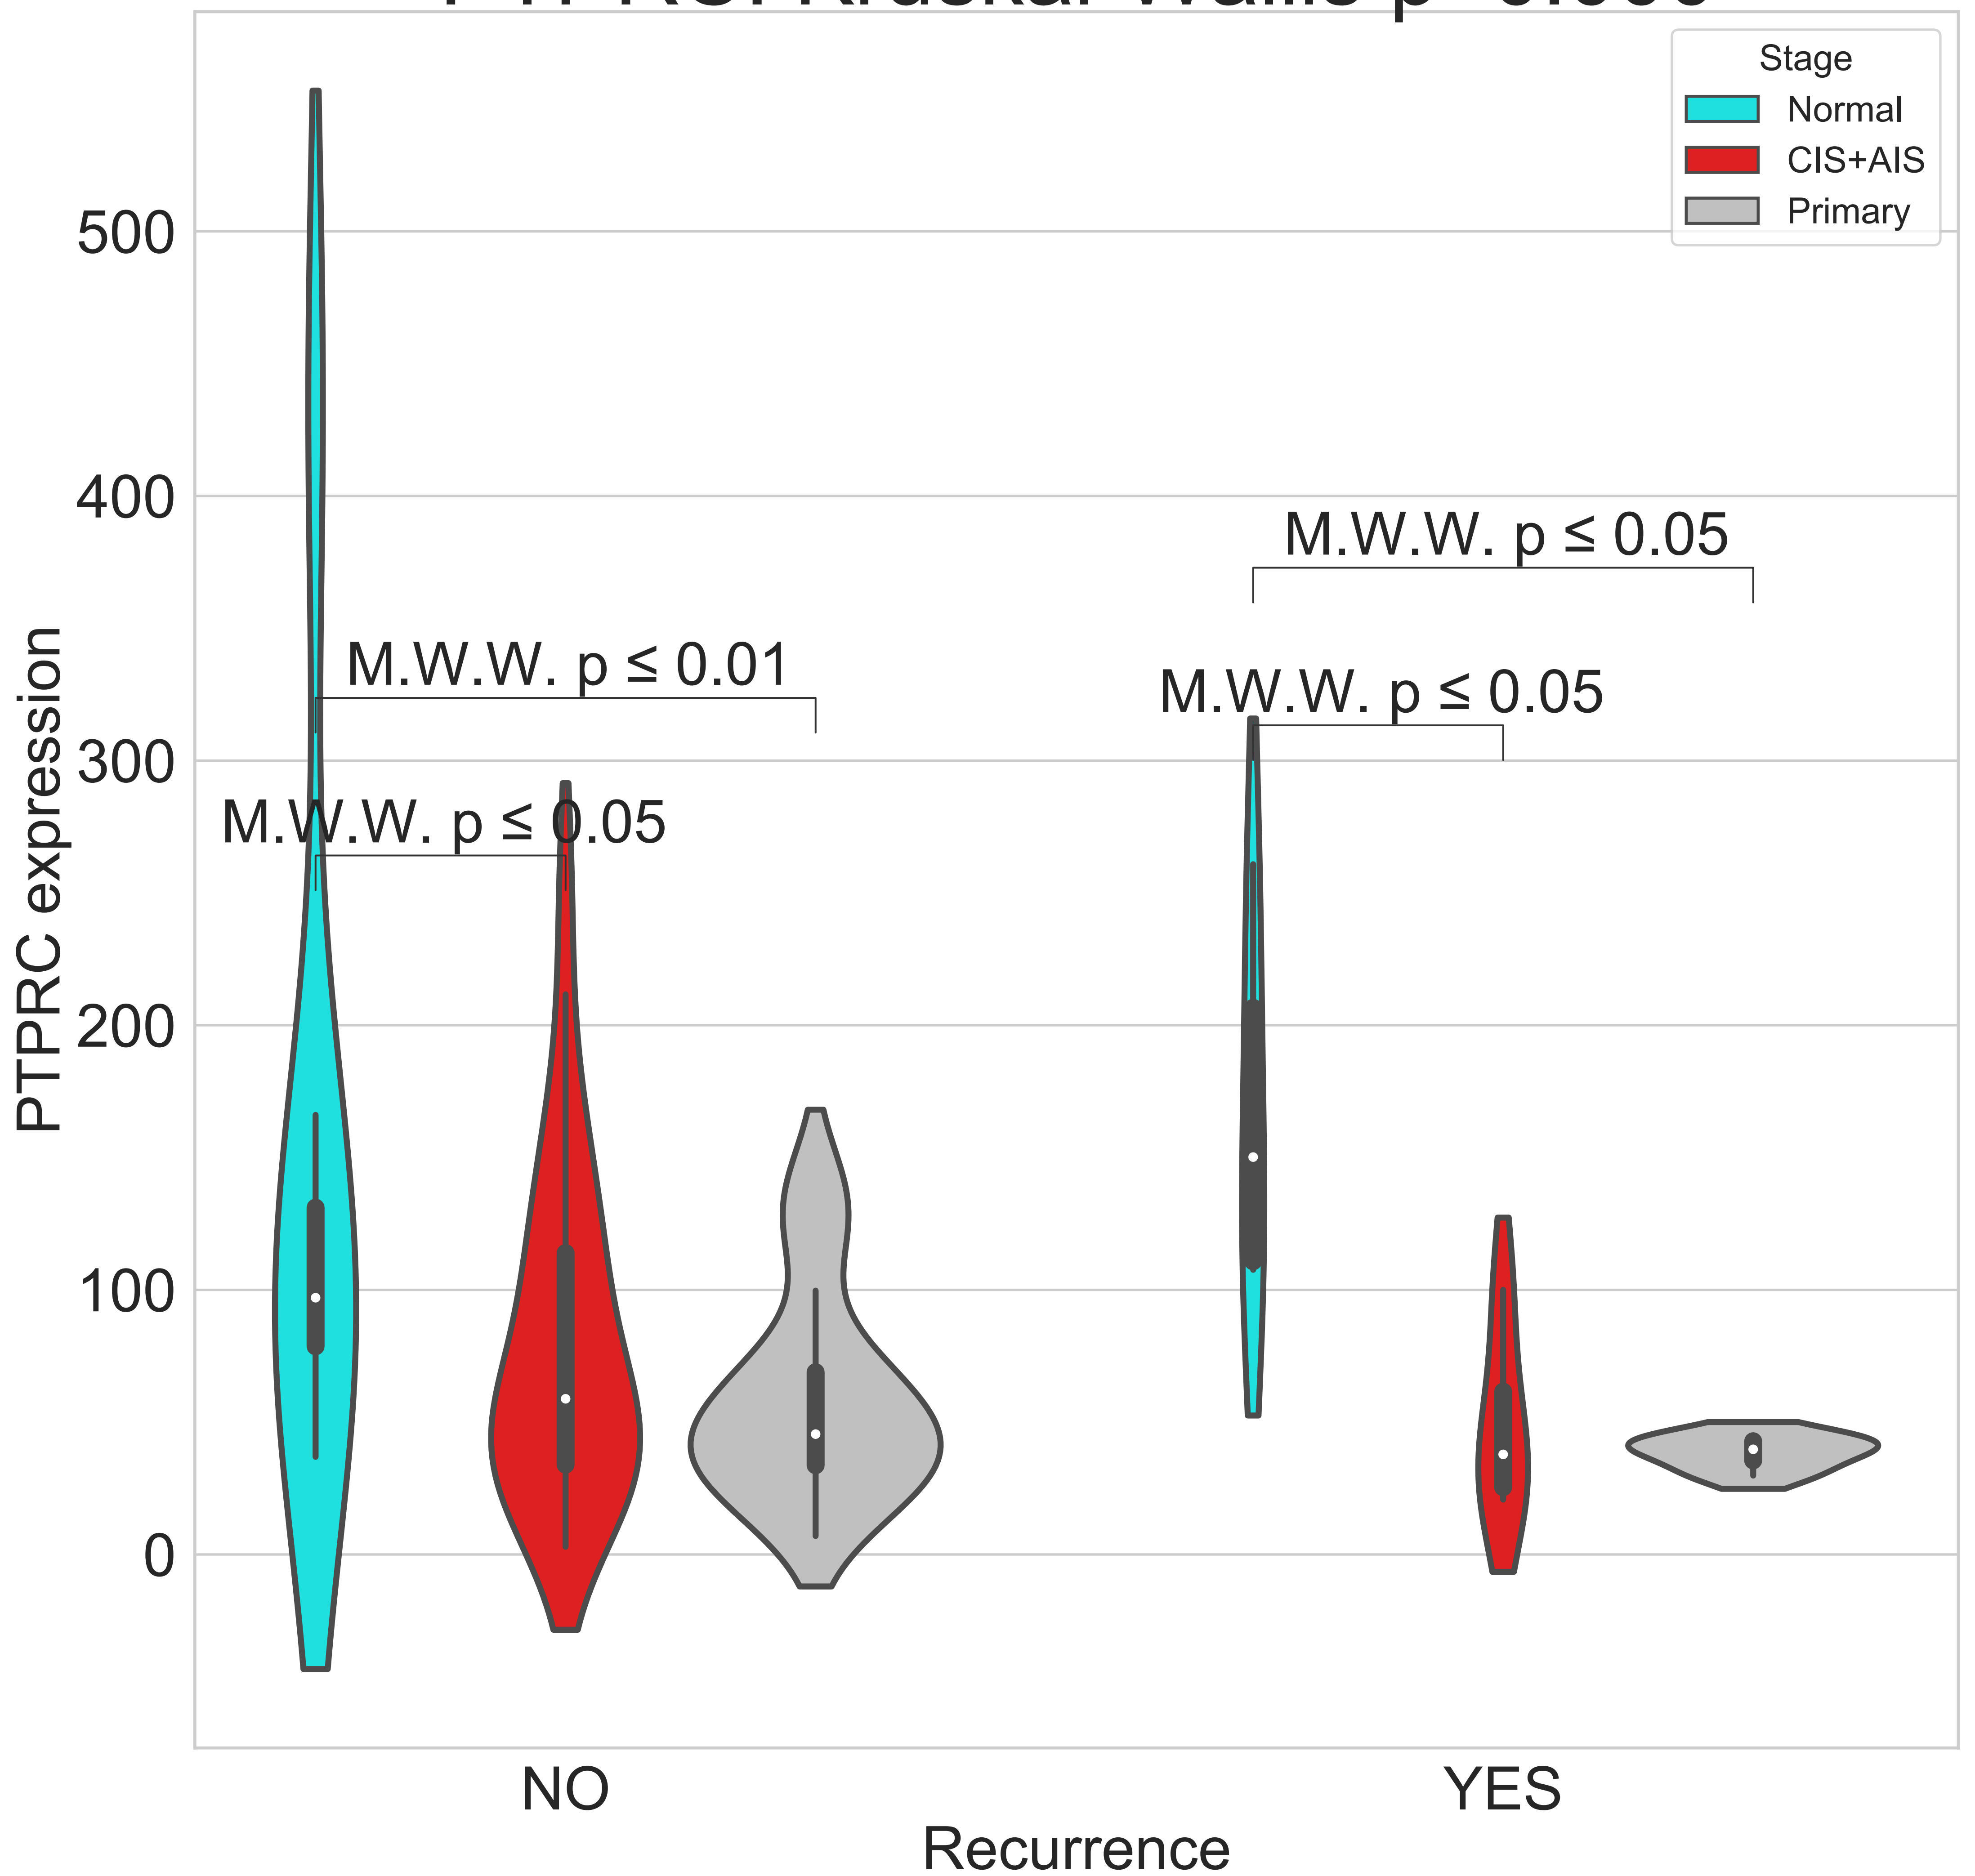 Stage
Normal
CIS+AIS
Primary
500
400
300
200
100
0
PTPRC expression
M.W.W. p ≤ 0.05
M.W.W. p ≤ 0.01
M.W.W. p ≤ 0.05
M.W.W. p ≤ 0.05
NO
YES
Recurrence